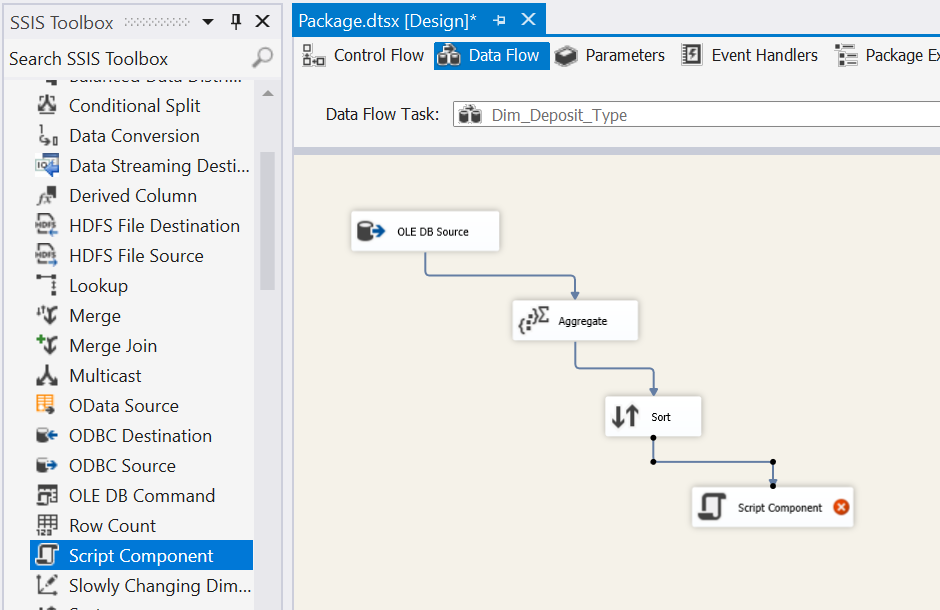 SSIS Toolbox
Search SSIS Toolbox
Balanced Data Distri...
Conditional Split
Data Conversion
Data Streaming Desti...
Derived Column
HDFS File Destination
HDFS File Source
Lookup
Merge
Merge Join
Multicast
OData Source
ODBC Destination
ODBC Source
OLE DB Command
Row Count
Script Component
Slowly Changing Dim...
Package.dtsx [Design]*
Control Flow Data Flow Parameters Event Handlers Package Ex
Data Flow Task: Dim_Deposit_Type
OLE DB Source
Aggregate
Sort
Script Component